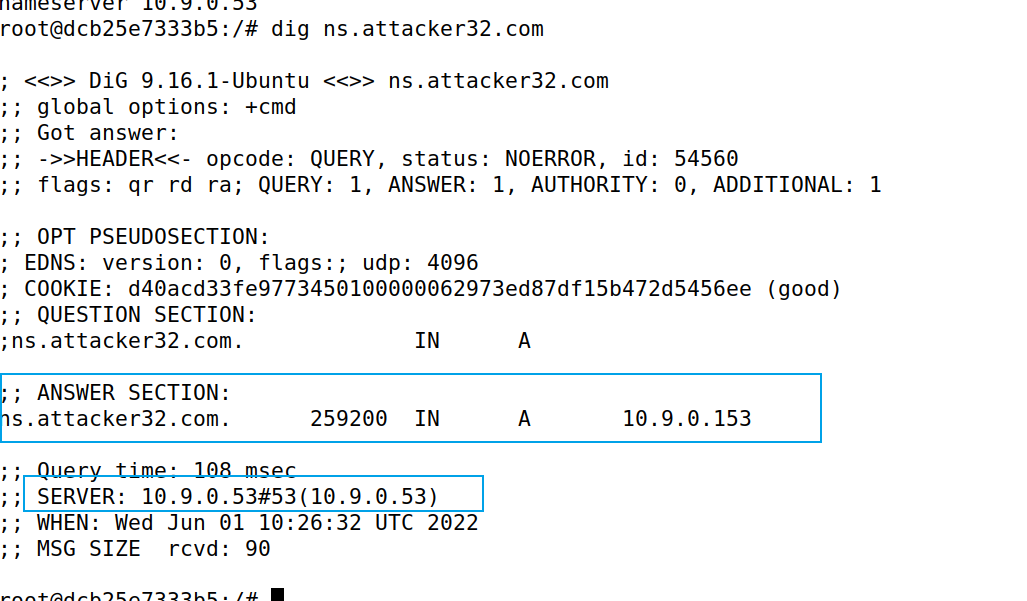 nameserver 10.9.0.53
root@dcb25e7333b5:/# dig ns.attacker32.com
; <<>> DiG 9.16.1-Ubuntu <<>> ns.attacker32.com
;; global options: +cmd
;; Got answer:
;; ->>HEADER<<- opcode: QUERY, status: NOERROR, id: 54560
;; flags: qr rd ra; QUERY: 1, ANSWER: 1, AUTHORITY: 0, ADDITIONAL: 1
;; OPT PSEUDOSECTION:
; EDNS: version: 0, flags:; udp: 4096
; COOKIE: d40acd33fe9773450100000062973ed87df15b472d5456ee (good)
;; QUESTION SECTION:
;ns.attacker32.com. IN A
;; ANSWER SECTION:
ns.attacker32.com. 259200 IN A 10.9.0.153
;; Query time: 108 msec
;; SERVER: 10.9.0.53#53(10.9.0.53)
;; WHEN: Wed Jun 01 10:26:32 UTC 2022
;; MSG SIZE rcvd: 90
root@dcb25e7333b5:/#